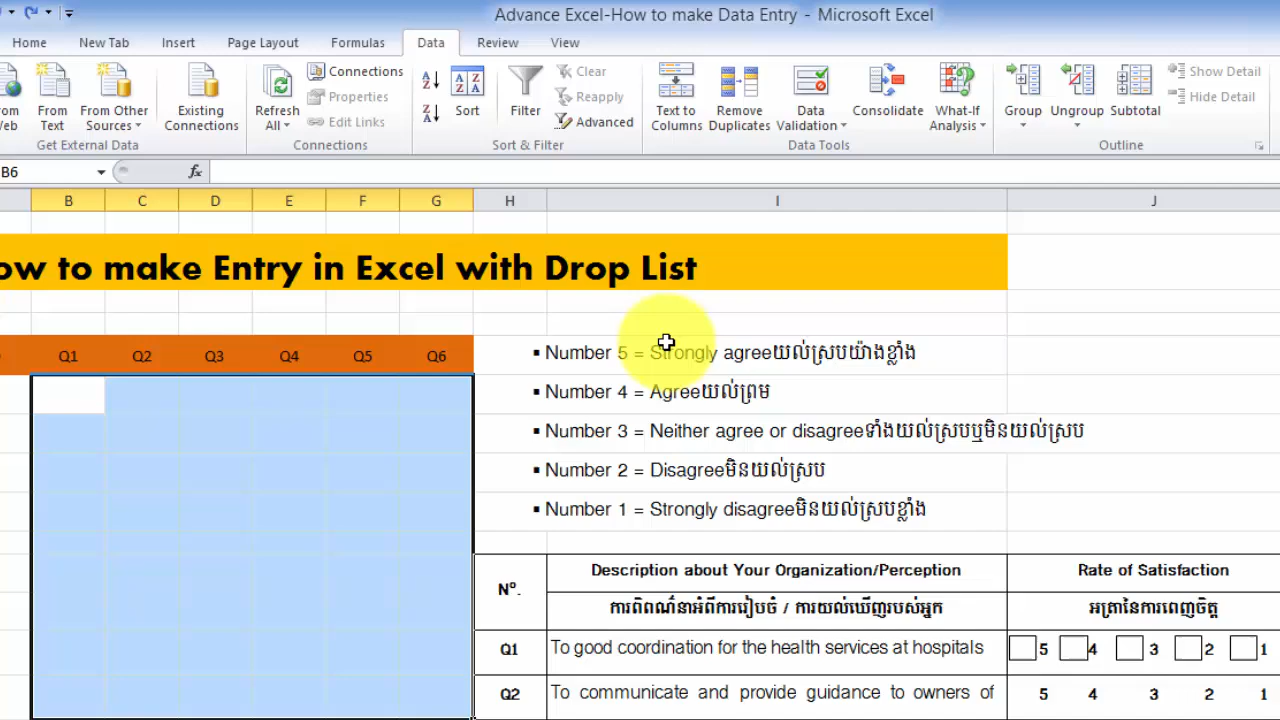 Advance Excel-How to make Data Entry - Microsoft Excel
Home New Tab Insert Page Layout Formulas Data Review View
From Text
From Other Sources
Existing Connections
Get External Data
Refresh All
Connections
Properties
Edit Links
Connections
Sort
Filter
Clear
Reapply
Advanced
Sort & Filter
Text to Columns
Remove Duplicates
Data Validation
Consolidate
What-If Analysis
Data Tools
Group
Ungroup
Subtotal
Show Detail
Hide Detail
Outline
B6 fx
B C D E F G H I J
to make Entry in Excel with Drop List
Q1 Q2 Q3 Q4 Q5 Q6
▪ Number 5 = Strongly agreeយល់ស្របយ៉ាងខ្លាំង
▪ Number 4 = Agreeយល់ព្រម
▪ Number 3 = Neither agree or disagreeទាំងយល់ស្របឬមិនយល់ស្រប
▪ Number 2 = Disagreeមិនយល់ស្រប
▪ Number 1 = Strongly disagreeមិនយល់ស្របខ្លាំង
Nº. Description about Your Organization/Perception Rate of Satisfaction
ការពិពណ៌នាអំពីការរៀបចំ / ការយល់ឃើញរបស់អ្នក អត្រានៃការពេញចិត្ត
Q1 To good coordination for the health services at hospitals 5 4 3 2 1
Q2 To communicate and provide guidance to owners of 5 4 3 2 1